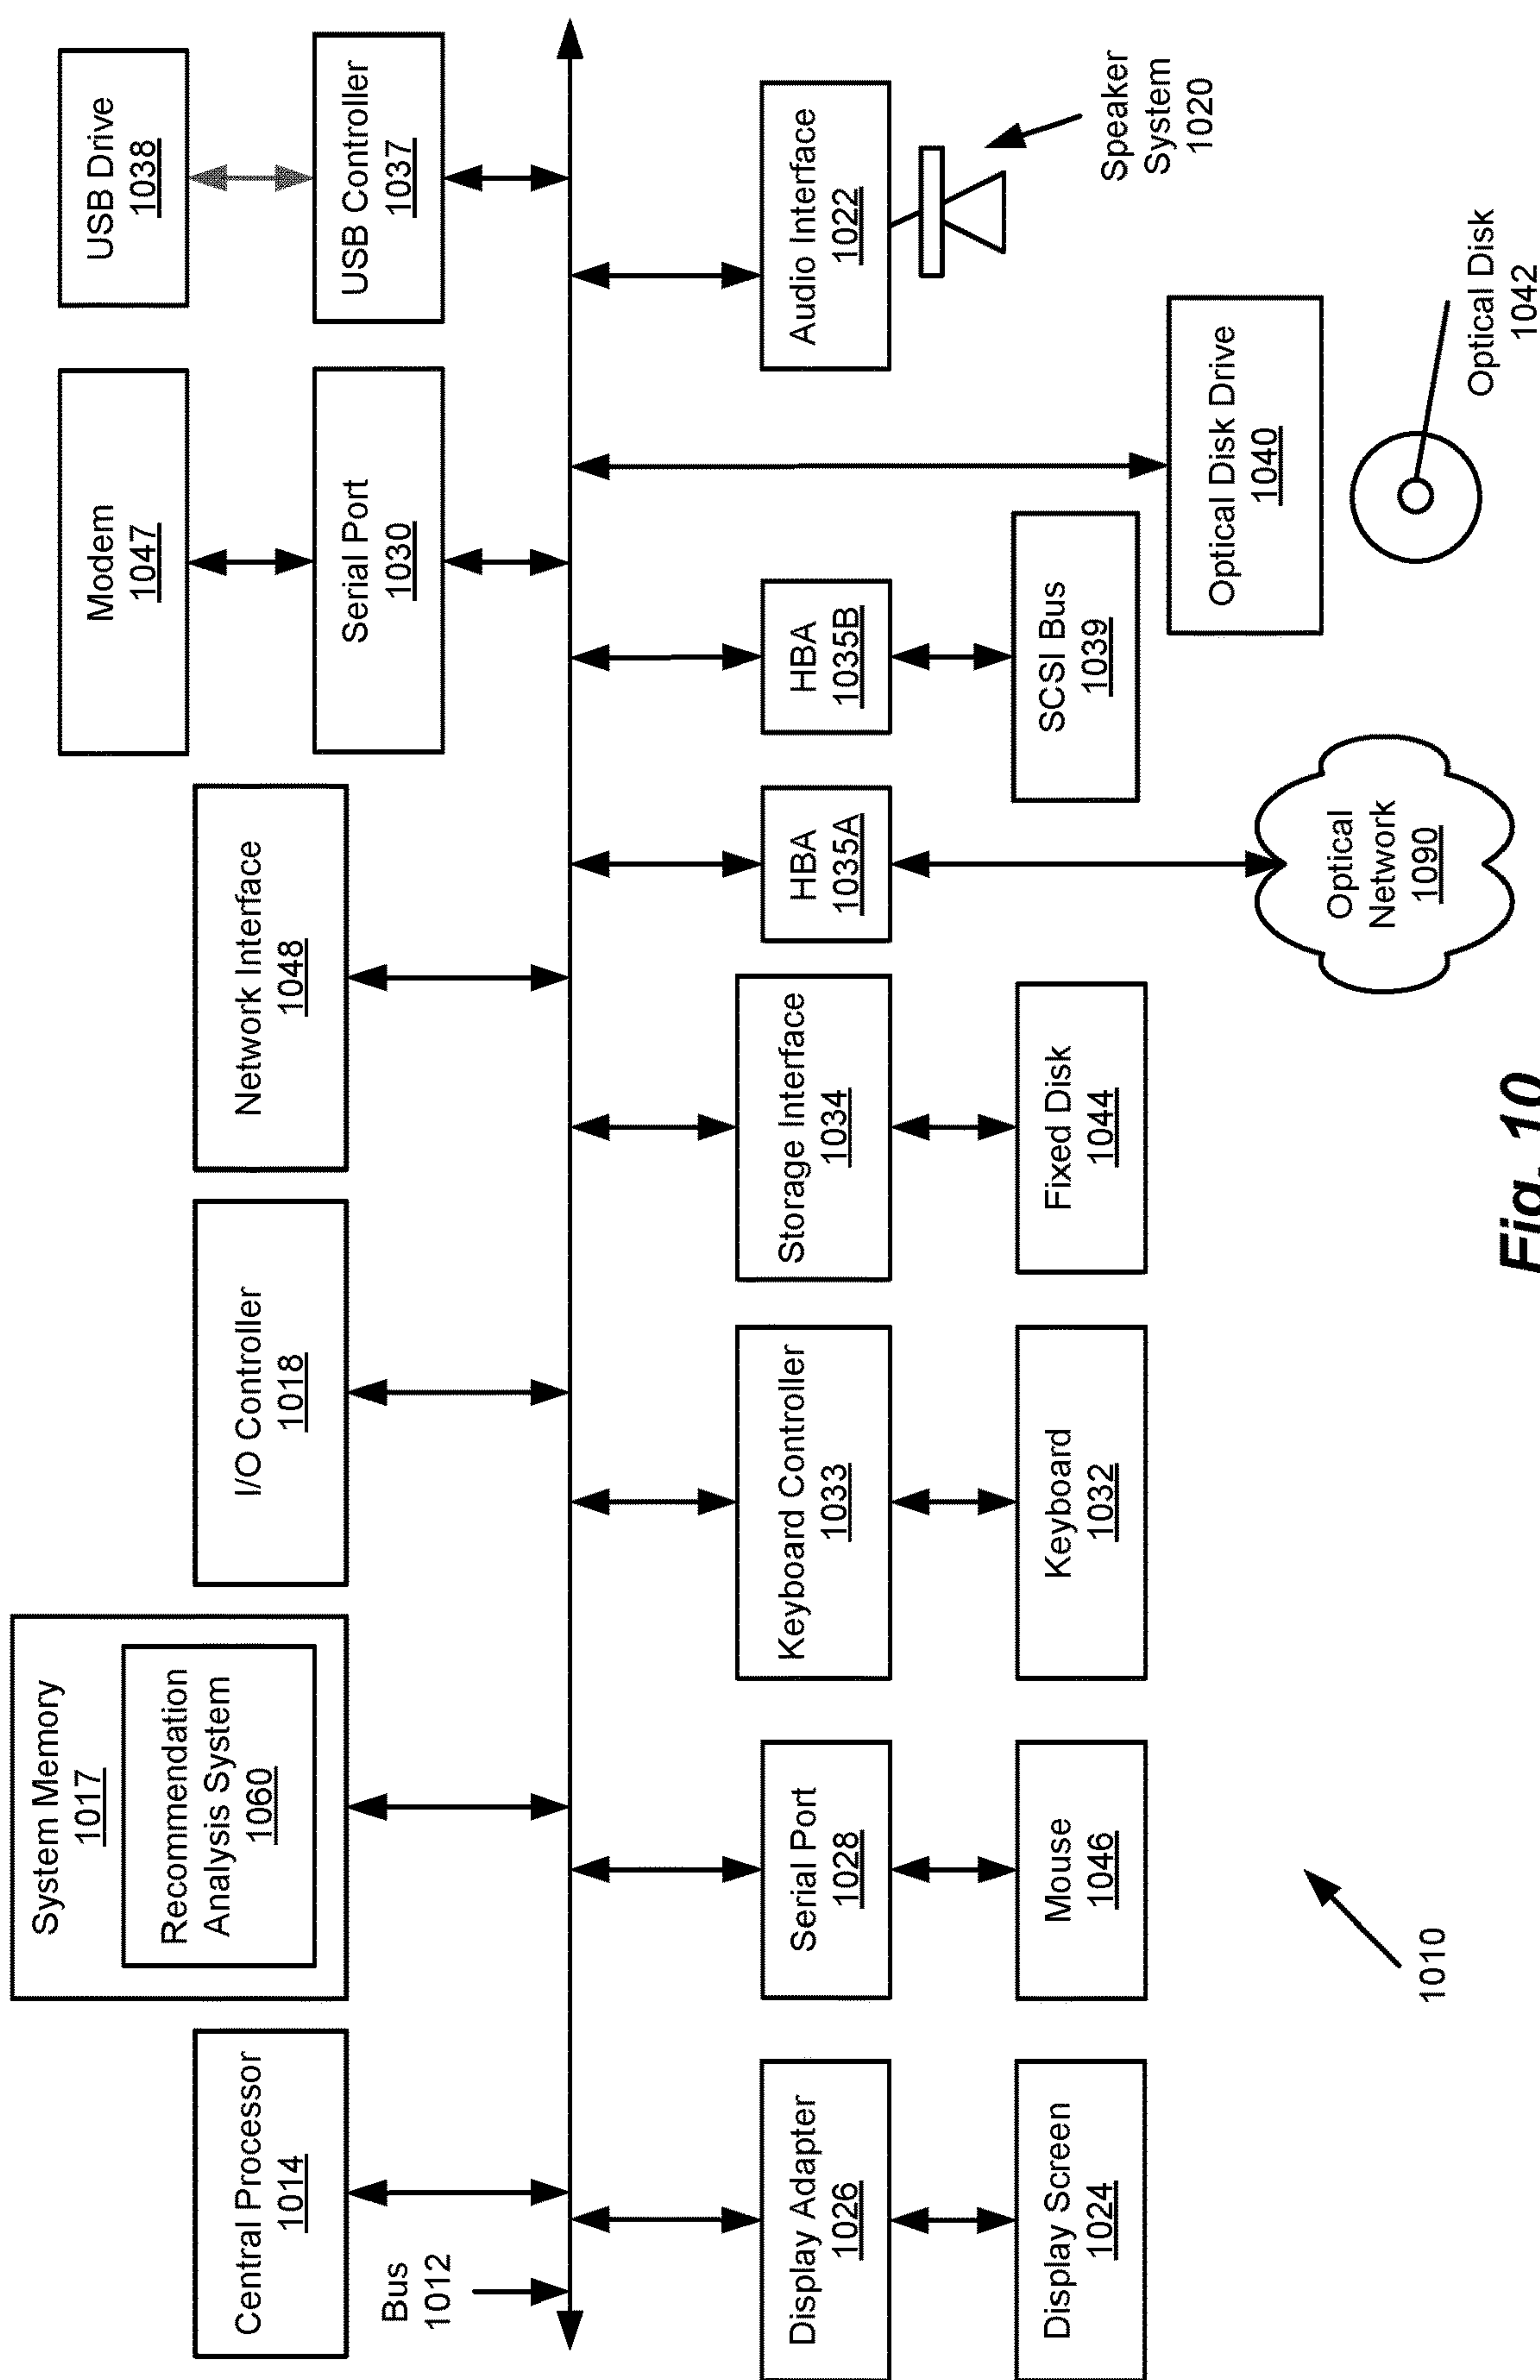 System Memory
1017
Recommendation
Analysis System
1060
Central Processor
1014
I/O Controller
1018
Network Interface
1048
Modem
1047
Serial Port
1030
USB Drive
1038
USB Controller
1037
Bus
1012
Display Adapter
1026
Display Screen
1024
Serial Port
1028
Mouse
1046
Keyboard Controller
1033
Keyboard
1032
Storage Interface
1034
Fixed Disk
1044
HBA
1035A
Optical
Network
1090
HBA
1035B
SCSI Bus
1039
Optical Disk Drive
1040
Optical Disk
1042
Audio Interface
1022
Speaker
System
1020
1010
Fig. 10